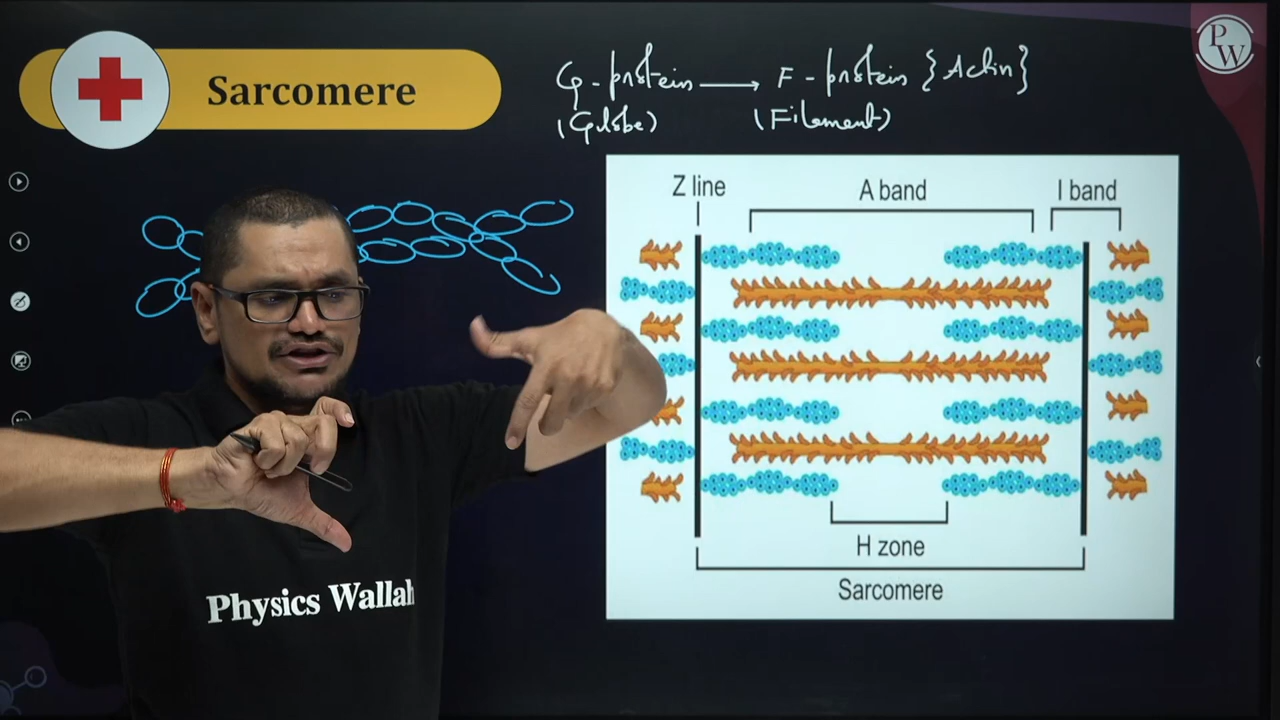 Sarcomere
G-protein → F-protein {Actin}
(Globe) (Filament)
PW
Z line A band I band
H zone
Sarcomere
Physics Wallah